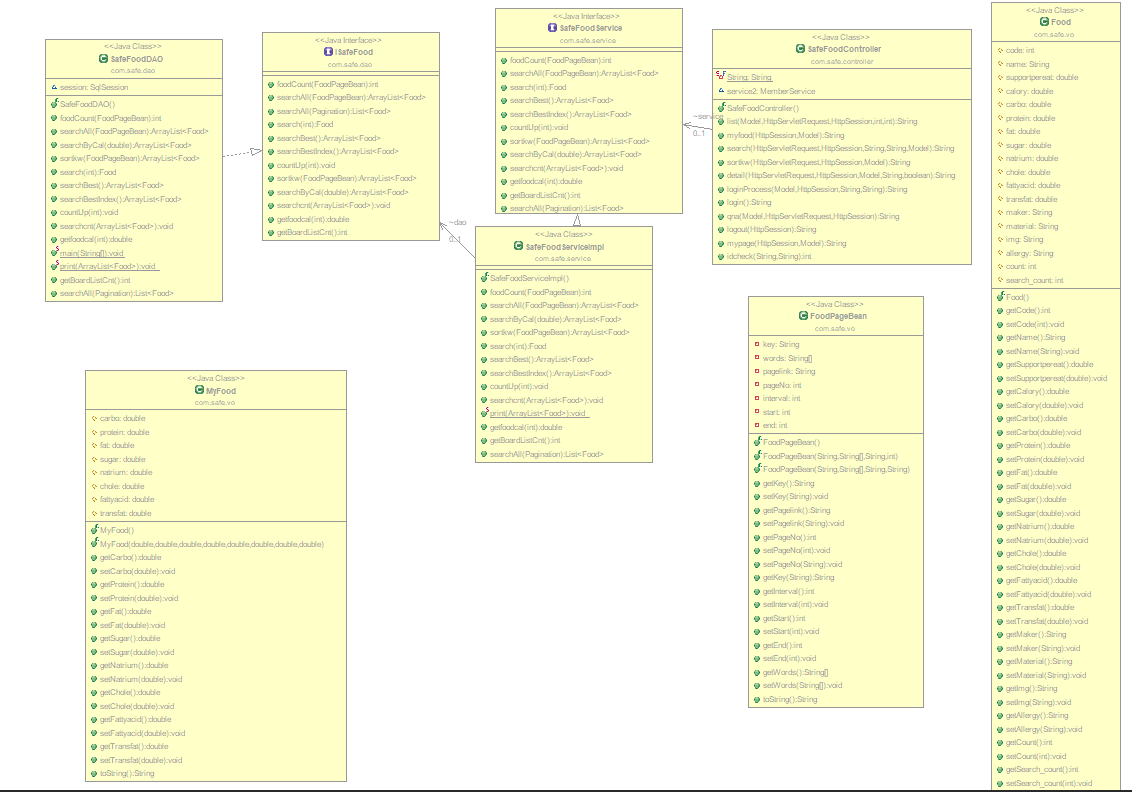 <<Java Class>>
SafeFoodDAO
com.safe.dao
session: SqlSession
SafeFoodDAO()
foodCount(FoodPageBean):int
searchAll(FoodPageBean):ArrayList<Food>
searchByCal(double):ArrayList<Food>
sortkw(FoodPageBean):ArrayList<Food>
search(int):Food
searchBest():ArrayList<Food>
searchBestIndex():ArrayList<Food>
countUp(int):void
searchcnt(ArrayList<Food>):void
getfoodcal(int):double
main(String[]):void
print(ArrayList<Food>):void
getBoardListCnt():int
searchAll(Pagination):List<Food>
<<Java Interface>>
ISafeFood
com.safe.dao
foodCount(FoodPageBean):int
searchAll(FoodPageBean):ArrayList<Food>
searchAll(Pagination):List<Food>
search(int):Food
searchBest():ArrayList<Food>
searchBestIndex():ArrayList<Food>
countUp(int):void
sortkw(FoodPageBean):ArrayList<Food>
searchByCal(double):ArrayList<Food>
searchcnt(ArrayList<Food>):void
getfoodcal(int):double
getBoardListCnt():int
~dao
0..1
<<Java Interface>>
SafeFoodService
com.safe.service
foodCount(FoodPageBean):int
searchAll(FoodPageBean):ArrayList<Food>
search(int):Food
searchBest():ArrayList<Food>
searchBestIndex():ArrayList<Food>
countUp(int):void
sortkw(FoodPageBean):ArrayList<Food>
searchByCal(double):ArrayList<Food>
searchcnt(ArrayList<Food>):void
getfoodcal(int):double
getBoardListCnt():int
searchAll(Pagination):List<Food>
~service
0..1
<<Java Class>>
SafeFoodServiceImpl
com.safe.service
SafeFoodServiceImpl()
foodCount(FoodPageBean):int
searchAll(FoodPageBean):ArrayList<Food>
searchByCal(double):ArrayList<Food>
sortkw(FoodPageBean):ArrayList<Food>
search(int):Food
searchBest():ArrayList<Food>
searchBestIndex():ArrayList<Food>
countUp(int):void
searchcnt(ArrayList<Food>):void
print(ArrayList<Food>):void
getfoodcal(int):double
getBoardListCnt():int
searchAll(Pagination):List<Food>
<<Java Class>>
SafeFoodController
com.safe.controller
String: String
service2: MemberService
SafeFoodController()
list(Model,HttpServletRequest,HttpSession,int,int):String
myfood(HttpSession,Model):String
search(HttpServletRequest,HttpSession,String,String,Model):String
sortkw(HttpServletRequest,HttpSession,Model):String
detail(HttpServletRequest,HttpSession,Model,String,boolean):String
loginProcess(Model,HttpSession,String,String):String
login():String
qna(Model,HttpServletRequest,HttpSession):String
logout(HttpSession):String
mypage(HttpSession,Model):String
idcheck(String,String):int
<<Java Class>>
Food
com.safe.vo
code: int
name: String
supportpereat: double
calory: double
carbo: double
protein: double
fat: double
sugar: double
natrium: double
chole: double
fattyacid: double
transfat: double
maker: String
material: String
img: String
allergy: String
count: int
search_count: int
Food()
getCode():int
setCode(int):void
getName():String
setName(String):void
getSupportpereat():double
setSupportpereat(double):void
getCalory():double
setCalory(double):void
getCarbo():double
setCarbo(double):void
getProtein():double
setProtein(double):void
getFat():double
setFat(double):void
getSugar():double
setSugar(double):void
getNatrium():double
setNatrium(double):void
getChole():double
setChole(double):void
getFattyacid():double
setFattyacid(double):void
getTransfat():double
setTransfat(double):void
getMaker():String
setMaker(String):void
getMaterial():String
setMaterial(String):void
getImg():String
setImg(String):void
getAllergy():String
setAllergy(String):void
getCount():int
setCount(int):void
getSearch_count():int
setSearch_count(int):void
<<Java Class>>
MyFood
com.safe.vo
carbo: double
protein: double
fat: double
sugar: double
natrium: double
chole: double
fattyacid: double
transfat: double
MyFood()
MyFood(double,double,double,double,double,double,double,double)
getCarbo():double
setCarbo(double):void
getProtein():double
setProtein(double):void
getFat():double
setFat(double):void
getSugar():double
setSugar(double):void
getNatrium():double
setNatrium(double):void
getChole():double
setChole(double):void
getFattyacid():double
setFattyacid(double):void
getTransfat():double
setTransfat(double):void
toString():String
<<Java Class>>
FoodPageBean
com.safe.vo
key: String
words: String[]
pagelink: String
pageNo: int
interval: int
start: int
end: int
FoodPageBean()
FoodPageBean(String,String[],String,int)
FoodPageBean(String,String[],String,String)
getKey():String
setKey(String):void
getPagelink():String
setPagelink(String):void
getPageNo():int
setPageNo(int):void
setPageNo(String):void
getKey(String):String
getInterval():int
setInterval(int):void
getStart():int
setStart(int):void
getEnd():int
setEnd(int):void
getWords():String[]
setWords(String[]):void
toString():String